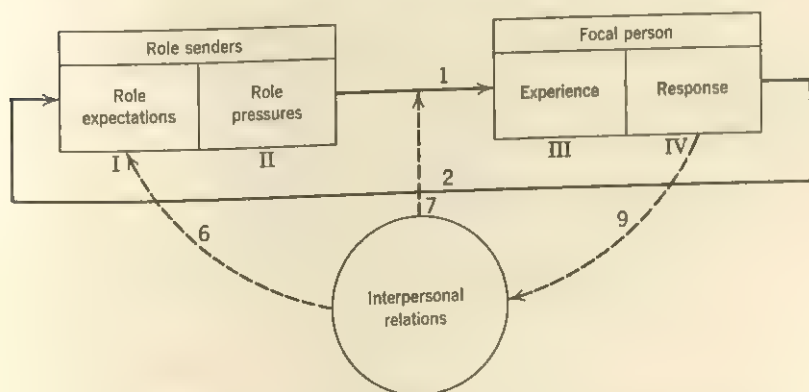 Role senders
Role
expectations
Role
pressures
I
II
1
Focal person
Experience
Response
III
IV
2
7
6
9
Interpersonal
relations